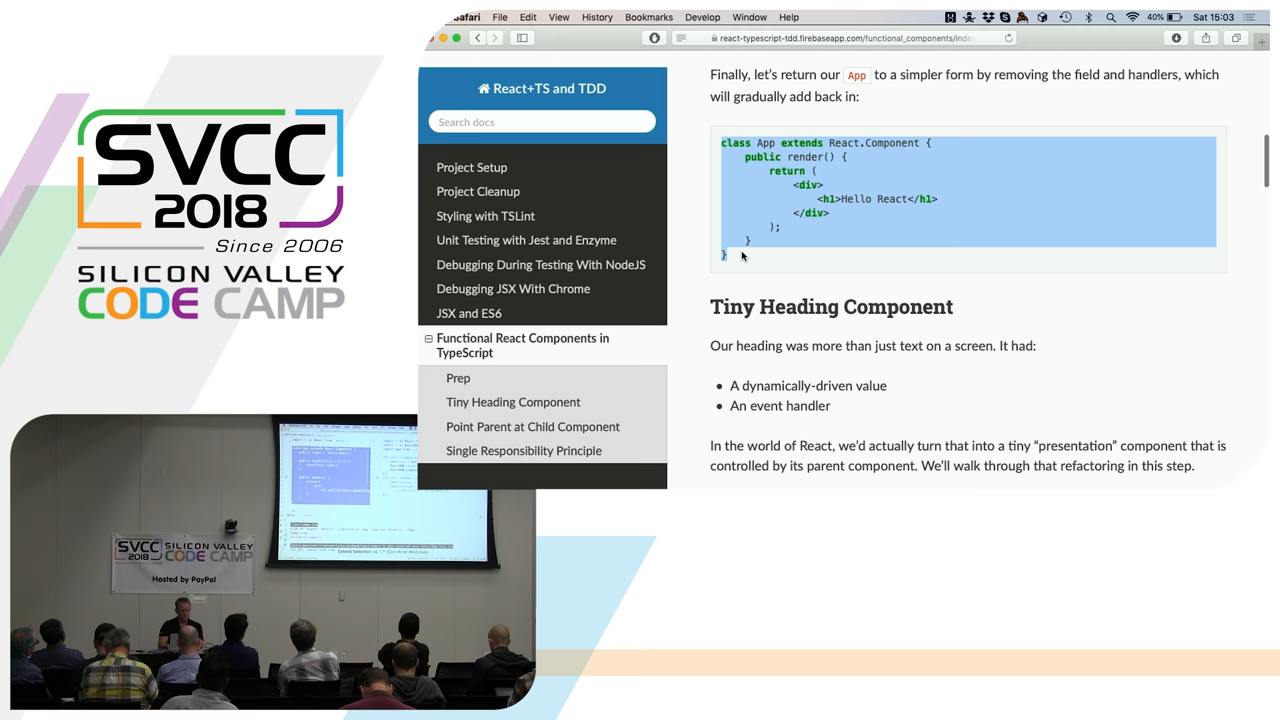 Safari File Edit View History Bookmarks Develop Window Help 40% Sat 15:03
react-typescript-tdd.firebaseapp.com/functional_components/inde
SVCC
2018
Since 2006
SILICON VALLEY
CODE CAMP
React+TS and TDD
Search docs
Project Setup
Project Cleanup
Styling with TSLint
Unit Testing with Jest and Enzyme
Debugging During Testing With NodeJS
Debugging JSX With Chrome
JSX and ES6
Functional React Components in
TypeScript
Prep
Tiny Heading Component
Point Parent at Child Component
Single Responsibility Principle
Finally, let's return our App to a simpler form by removing the field and handlers, which
will gradually add back in:
class App extends React.Component {
public render() {
return (
<div>
<h1>Hello React</h1>
</div>
);
}
}
Tiny Heading Component
Our heading was more than just text on a screen. It had:
• A dynamically-driven value
• An event handler
In the world of React, we'd actually turn that into a tiny “presentation” component that is
controlled by its parent component. We'll walk through that refactoring in this step.
SVCC
2018
SILICON VALLEY
CODE CAMP
Hosted by PayPal